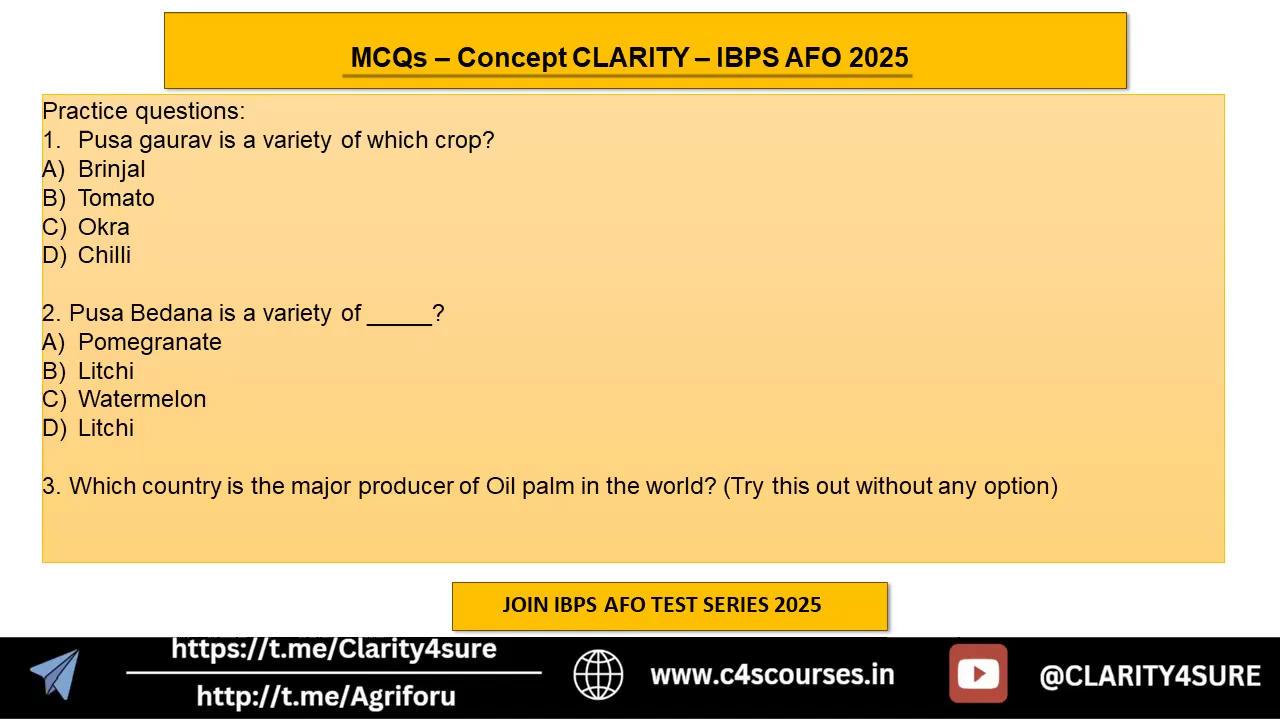 MCQs – Concept CLARITY – IBPS AFO 2025
Practice questions:
1. Pusa gaurav is a variety of which crop?
A) Brinjal
B) Tomato
C) Okra
D) Chilli
2. Pusa Bedana is a variety of _____?
A) Pomegranate
B) Litchi
C) Watermelon
D) Litchi
3. Which country is the major producer of Oil palm in the world? (Try this out without any option)
JOIN IBPS AFO TEST SERIES 2025
https://t.me/Clarity4sure
http://t.me/Agriforu
www.c4scourses.in
@CLARITY4SURE